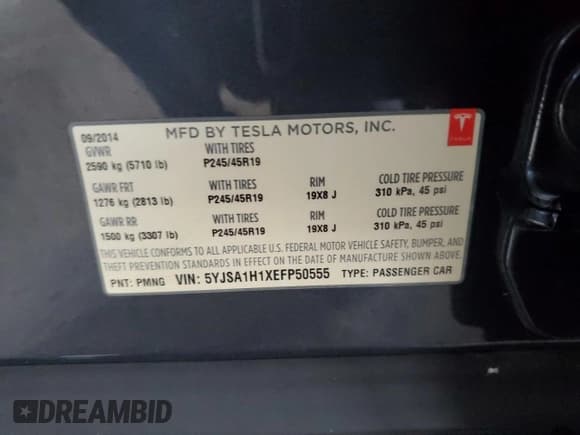 09/2014 MFD BY TESLA MOTORS, INC.
TESLA
GVWR WITH TIRES
2590 kg (5710 lb) P245/45R19
GAWR FRT WITH TIRES RIM COLD TIRE PRESSURE
1276 kg (2813 lb) P245/45R19 19X8 J 310 kPa, 45 psi
GAWR RR WITH TIRES RIM COLD TIRE PRESSURE
1500 kg (3307 lb) P245/45R19 19X8 J 310 kPa, 45 psi
THIS VEHICLE CONFORMS TO ALL APPLICABLE U.S. FEDERAL MOTOR VEHICLE SAFETY, BUMPER, AND
THEFT PREVENTION STANDARDS IN EFFECT ON THE DATE OF MANUFACTURE SHOWN ABOVE.
PNT: PMNG VIN: 5YJSA1H1XEFP50555 TYPE: PASSENGER CAR
DREAMBID